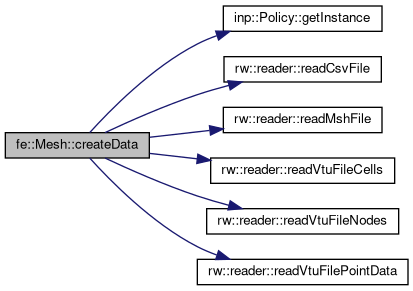 fe::Mesh::createData
inp::Policy::getInstance
rw::reader::readCsvFile
rw::reader::readMshFile
rw::reader::readVtuFileCells
rw::reader::readVtuFileNodes
rw::reader::readVtuFilePointData